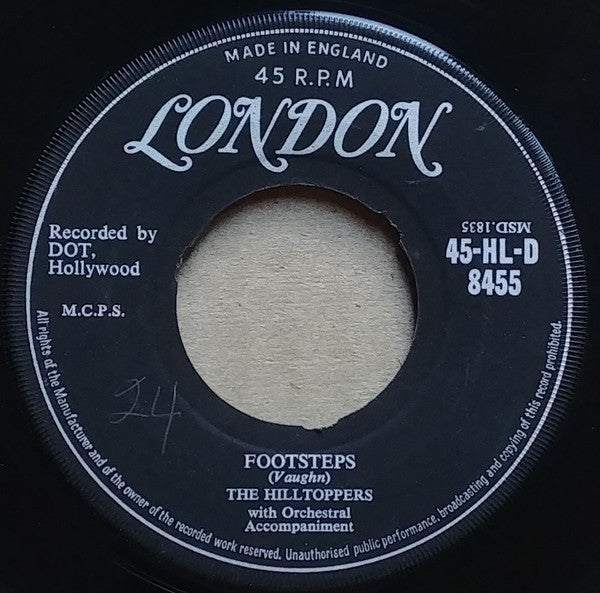 MADE IN ENGLAND
45 R.P.M
LONDON
Recorded by
DOT,
Hollywood
M.C.P.S.
MSD.1835
45-HL-D
8455
24
FOOTSTEPS
(Vaughn)
THE HILLTOPPERS
with Orchestral
Accompaniment
All rights of the Manufacturer and of the owner of the recorded work reserved. Unauthorised public performance, broadcasting and copying of this record prohibited.